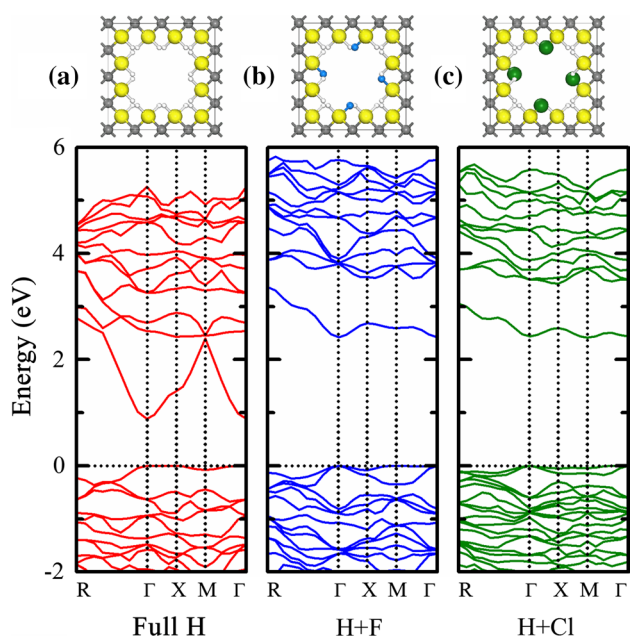 (a) (b) (c)
6
4
2
0
-2
Energy (eV)
R Γ X M Γ R Γ X M Γ R Γ X M Γ
Full H H+F H+Cl